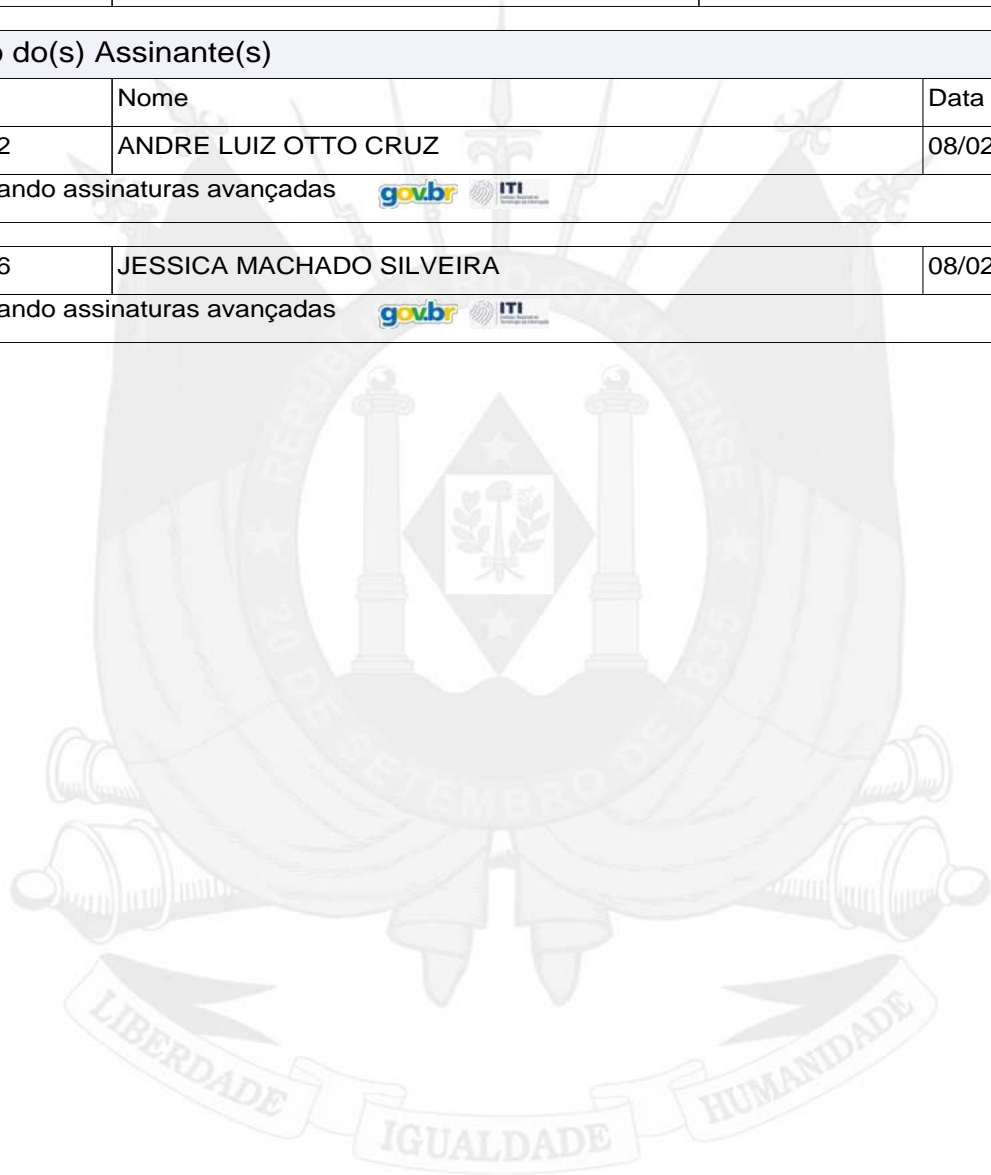 o do(s) Assinante(s)
Nome Data
2 ANDRE LUIZ OTTO CRUZ 08/02
ando assinaturas avançadas gov.br ITI
6 JESSICA MACHADO SILVEIRA 08/02
ando assinaturas avançadas gov.br ITI
REPUBLICA RIO GRANDENSE
20 DE SETEMBRO DE 1835
LIBERDADE IGUALDADE HUMANIDADE